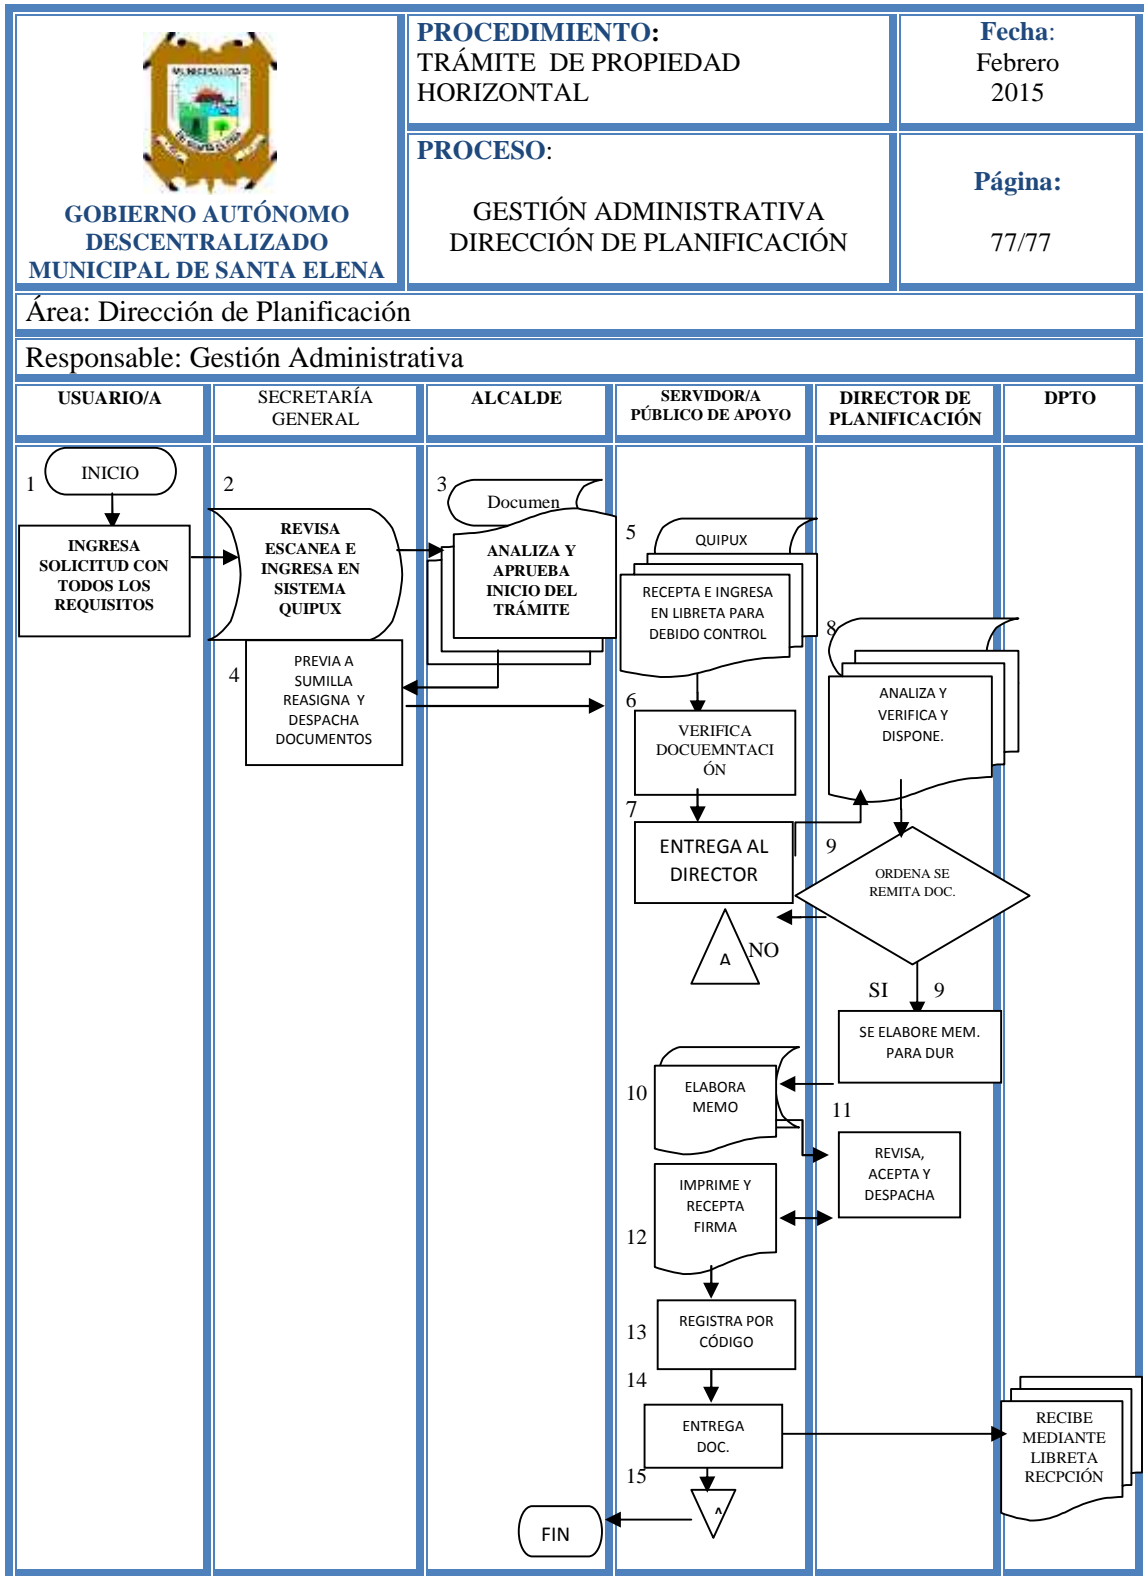 MUNICIPALIDAD
DE SANTA ELENA
GOBIERNO AUTÓNOMO
DESCENTRALIZADO
MUNICIPAL DE SANTA ELENA
PROCEDIMIENTO:
TRÁMITE DE PROPIEDAD
HORIZONTAL
Fecha:
Febrero
2015
PROCESO:
GESTIÓN ADMINISTRATIVA
DIRECCIÓN DE PLANIFICACIÓN
Página:
77/77
Área: Dirección de Planificación
Responsable: Gestión Administrativa
USUARIO/A
SECRETARÍA
GENERAL
ALCALDE
SERVIDOR/A
PÚBLICO DE APOYO
DIRECTOR DE
PLANIFICACIÓN
DPTO
1
INICIO
INGRESA
SOLICITUD CON
TODOS LOS
REQUISITOS
2
REVISA
ESCANEA E
INGRESA EN
SISTEMA
QUIPUX
3
Documen
ANALIZA Y
APRUEBA
INICIO DEL
TRÁMITE
4
PREVIA A
SUMILLA
REASIGNA Y
DESPACHA
DOCUMENTOS
5
QUIPUX
RECEPTA E INGRESA
EN LIBRETA PARA
DEBIDO CONTROL
6
VERIFICA
DOCUEMNTACI
ÓN
7
ENTREGA AL
DIRECTOR
8
ANALIZA Y
VERIFICA Y
DISPONE.
9
ORDENA SE
REMITA DOC.
A
NO
SI
9
SE ELABORE MEM.
PARA DUR
10
ELABORA
MEMO
11
REVISA,
ACEPTA Y
DESPACHA
12
IMPRIME Y
RECEPTA
FIRMA
13
REGISTRA POR
CÓDIGO
14
ENTREGA
DOC.
RECIBE
MEDIANTE
LIBRETA
RECPCIÓN
15
FIN